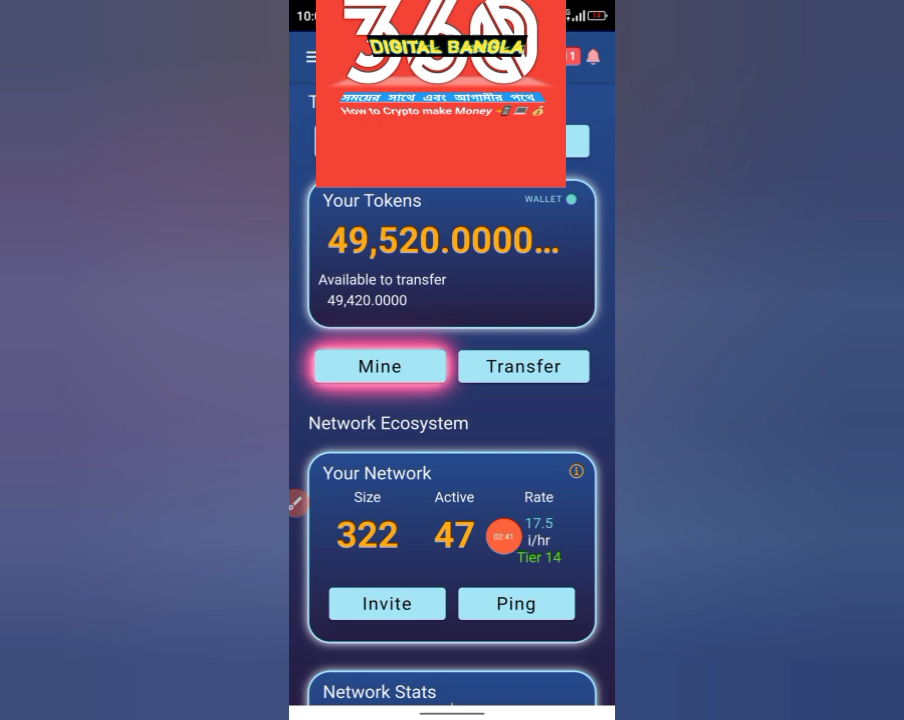 10:
360
DIGITAL BANGLA
সময়ের সাথে এবং আগামীর পথে
How to Crypto make Money
14
1
T
Your Tokens
WALLET
49,520.0000...
Available to transfer
49,420.0000
Mine
Transfer
Network Ecosystem
Your Network
Size
Active
Rate
322
47
02:41
17.5
i/hr
Tier 14
Invite
Ping
Network Stats